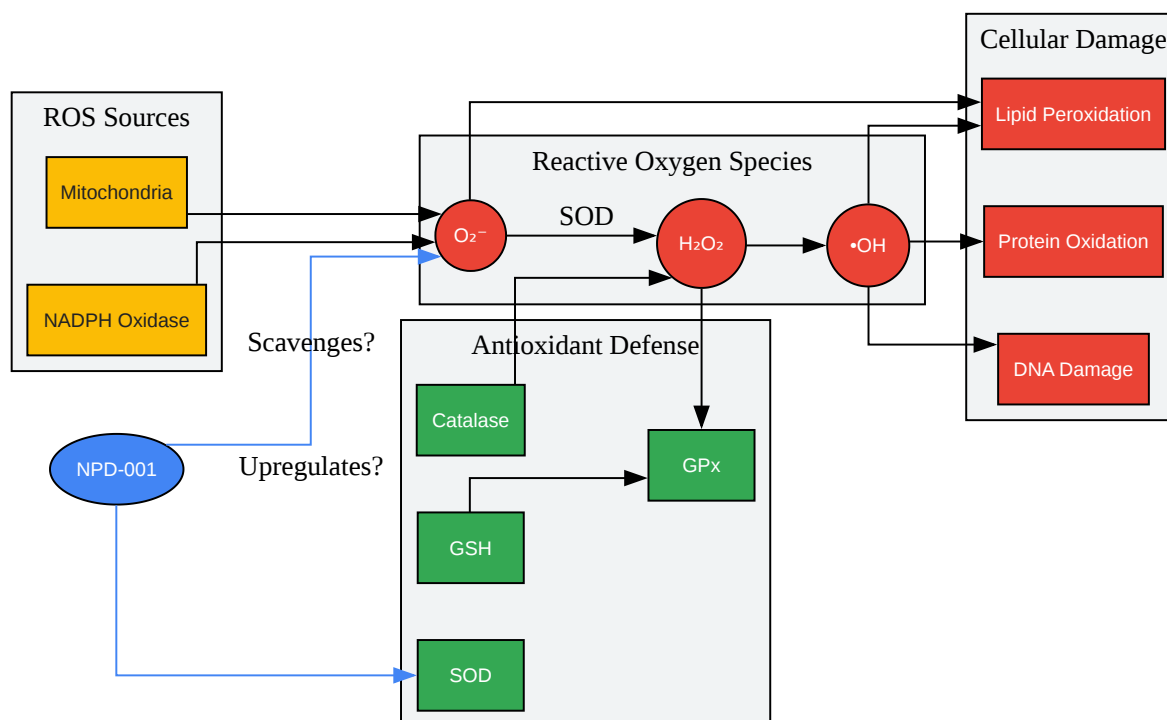 Cellular Damage
Lipid Peroxidation
Protein Oxidation
DNA Damage
ROS Sources
Mitochondria
NADPH Oxidase
Reactive Oxygen Species
O₂⁻
SOD
H₂O₂
•OH
Scavenges?
Antioxidant Defense
Catalase
GPx
GSH
SOD
NPD-001
Upregulates?